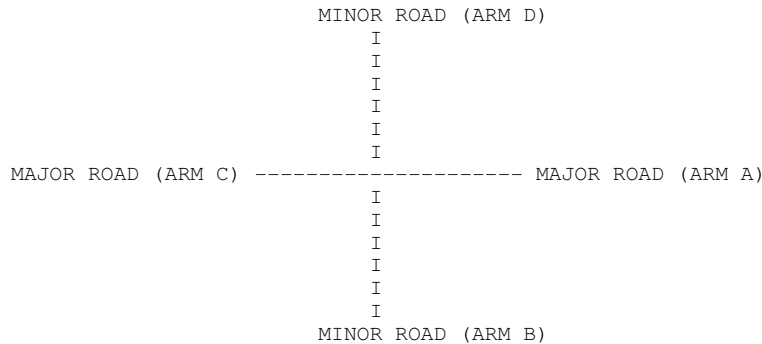 MINOR ROAD (ARM D)
I
I
I
I
I
I
MAJOR ROAD (ARM C) ---------------------- MAJOR ROAD (ARM A)
I
I
I
I
I
I
MINOR ROAD (ARM B)